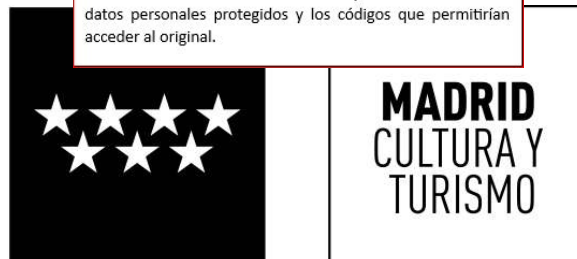 datos personales protegidos y los códigos que permitirían
acceder al original.
MADRID
CULTURA Y
TURISMO